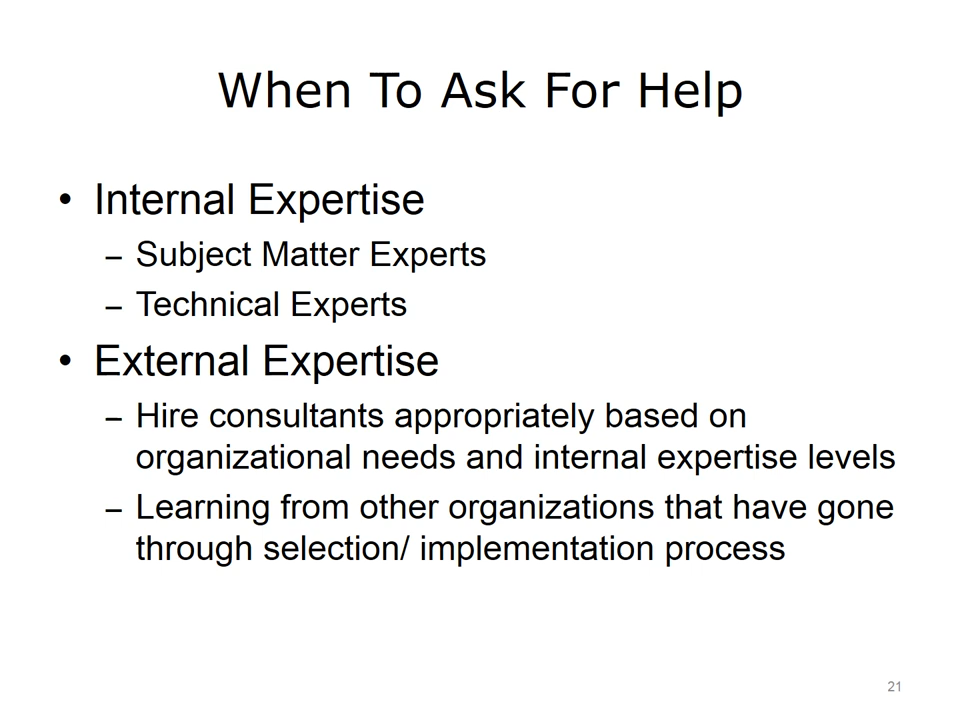 When To Ask For Help
• Internal Expertise
– Subject Matter Experts
– Technical Experts
• External Expertise
– Hire consultants appropriately based on
organizational needs and internal expertise levels
– Learning from other organizations that have gone
through selection/ implementation process
21